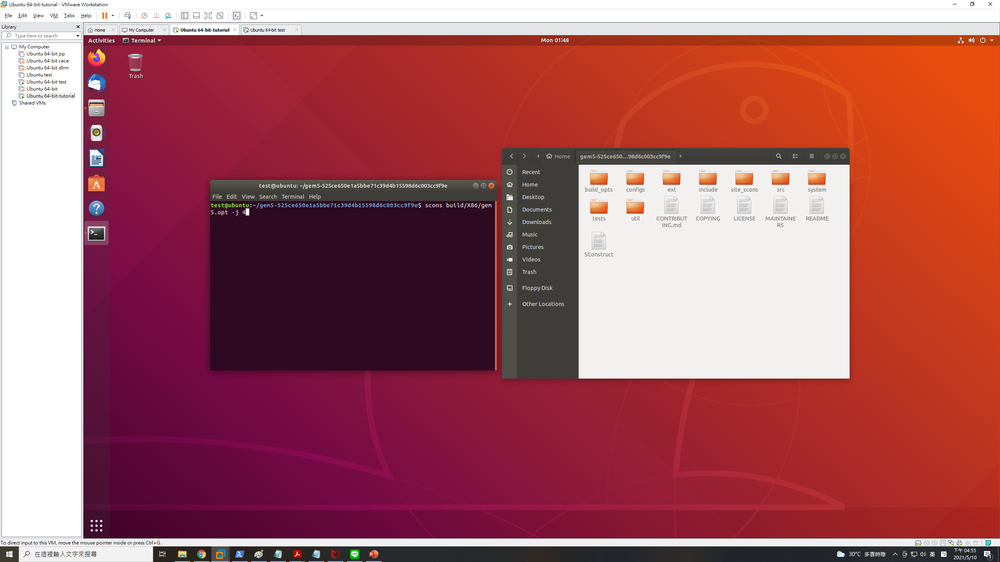 Ubuntu 64-bit-tutorial - VMware Workstation
File Edit View VM Tabs Help
Library
Type here to search
My Computer
Ubuntu 64-bit pp
Ubuntu 64-bit caca
Ubuntu 64-bit dlrm
Ubuntu test
Ubuntu 64-bit test
Ubuntu 64-bit
Ubuntu 64-bit-tutorial
Shared VMs
Home My Computer Ubuntu 64-bit-tutorial Ubuntu 64-bit test
Activities Terminal Mon 01:48
Trash
test@ubuntu: ~/gem5-525ce650e1a5bbe71c39d4b15598d6c003cc9f9e
File Edit View Search Terminal Help
test@ubuntu:~/gem5-525ce650e1a5bbe71c39d4b15598d6c003cc9f9e$ scons build/X86/gem
5.opt -j 4
Home gem5-525ce650...98d6c003cc9f9e
Recent
Home
Desktop
Documents
Downloads
Music
Pictures
Videos
Trash
Floppy Disk
Other Locations
build_opts configs ext include site_scons src system
tests util CONTRIBUT COPYING LICENSE MAINTAINE README
ING.md RS
SConstruct
To direct input to this VM, move the mouse pointer inside or press Ctrl+G.
在這裡輸入文字來搜尋
30°C 多雲時陰
英
下午 04:55
2021/5/10
1